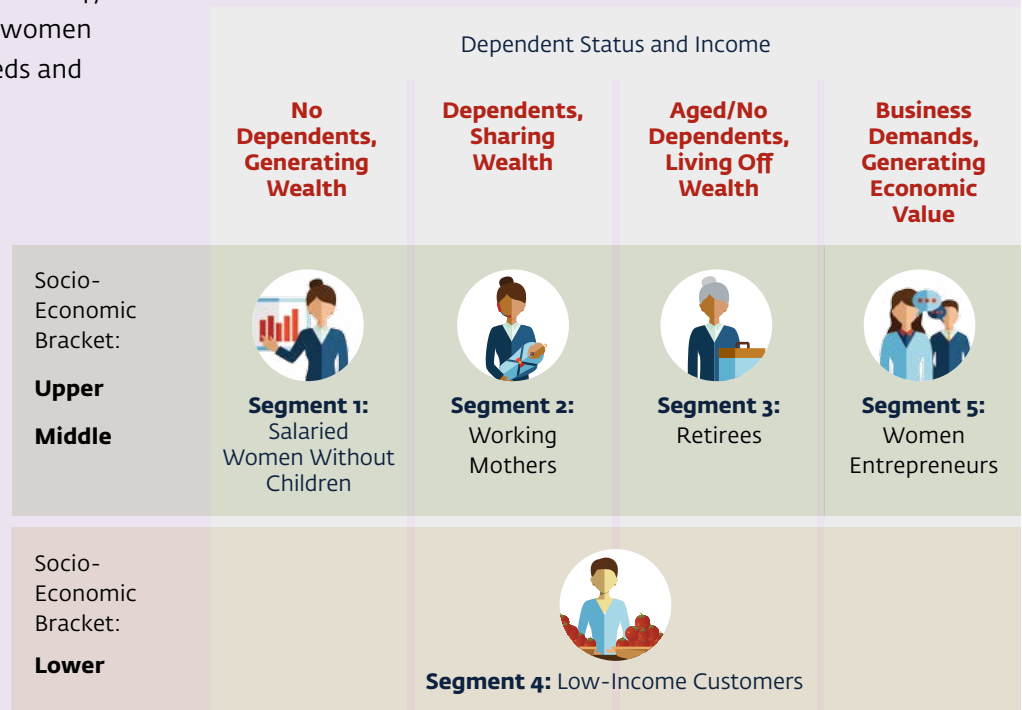 women
eds and
Dependent Status and Income
No
Dependents,
Generating
Wealth
Dependents,
Sharing
Wealth
Aged/No
Dependents,
Living Off
Wealth
Business
Demands,
Generating
Economic
Value
Socio-
Economic
Bracket:
Upper
Middle
Segment 1:
Salaried
Women Without
Children
Segment 2:
Working
Mothers
Segment 3:
Retirees
Segment 5:
Women
Entrepreneurs
Socio-
Economic
Bracket:
Lower
Segment 4: Low-Income Customers